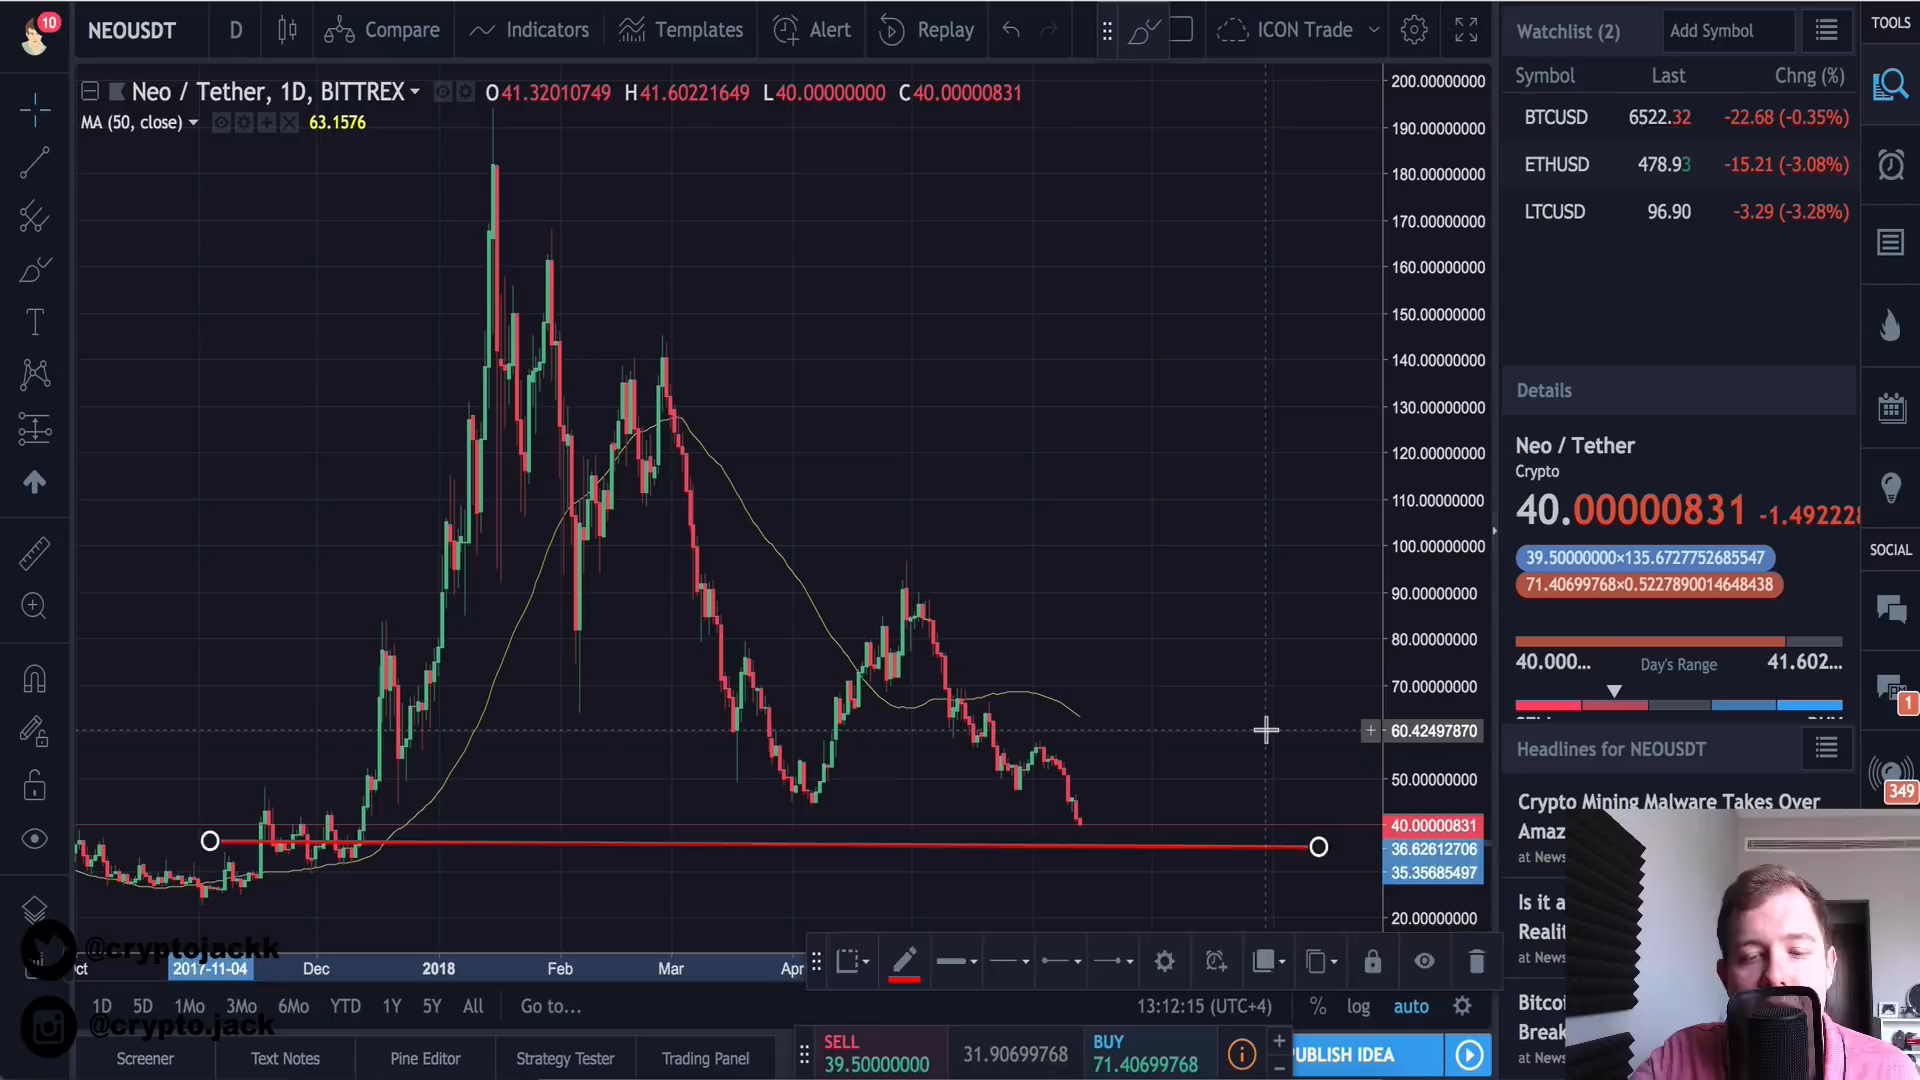 10
NEOUSDT
D
Compare
Indicators
Templates
Alert
Replay
ICON Trade
Watchlist (2)
Add Symbol
TOOLS
Neo / Tether, 1D, BITTREX
O41.32010749 H41.60221649 L40.00000000 C40.00000831
MA (50, close)
63.1576
Symbol Last Chng (%)
BTCUSD 6522.32 -22.68 (-0.35%)
ETHUSD 478.93 -15.21 (-3.08%)
LTCUSD 96.90 -3.29 (-3.28%)
200.00000000
190.00000000
180.00000000
170.00000000
160.00000000
150.00000000
140.00000000
130.00000000
120.00000000
110.00000000
100.00000000
90.00000000
80.00000000
70.00000000
60.42497870
50.00000000
40.00000831
36.62612706
35.35685497
20.00000000
Details
Neo / Tether
Crypto
40.00000831 -1.492228
39.50000000×135.6727752685547
71.40699768×0.5227890014648438
SOCIAL
40.000... Day's Range 41.602...
1
Headlines for NEOUSDT
349
Crypto Mining Malware Takes Over
Amaz
at News
Is it a
Realit
at News
Bitcoi
Break
at News
@cryptojackk
2017-11-04
Dec
2018
Feb
Mar
1D 5D 1Mo 3Mo 6Mo YTD 1Y 5Y All Go to...
13:12:15 (UTC+4) % log auto
@crypto.jack
Screener
Text Notes
Pine Editor
Strategy Tester
Trading Panel
SELL
39.50000000
31.90699768
BUY
71.40699768
PUBLISH IDEA